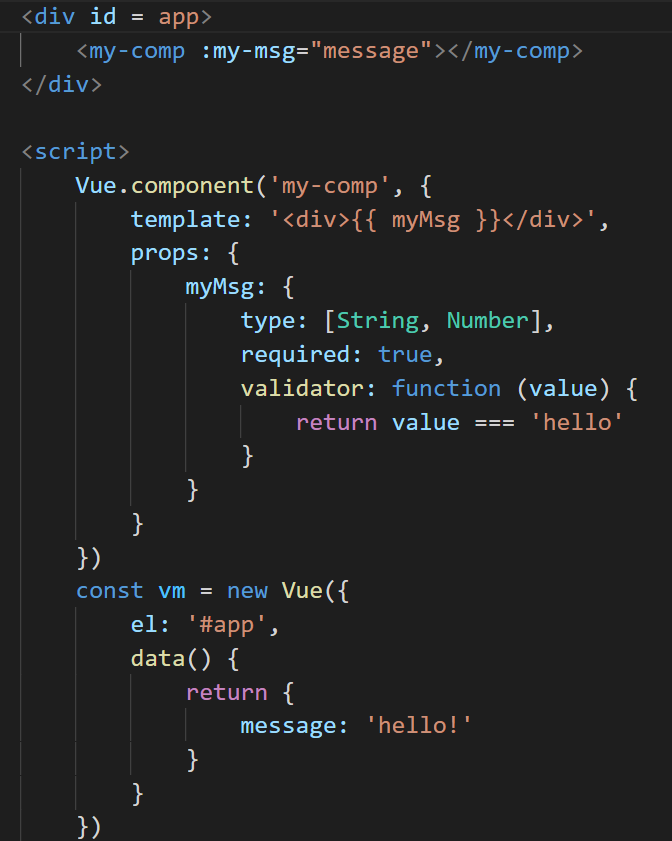 <div id = app>
    <my-comp :my-msg="message"></my-comp>
</div>

<script>
    Vue.component('my-comp', {
        template: '<div>{{ myMsg }}</div>',
        props: {
            myMsg: {
                type: [String, Number],
                required: true,
                validator: function (value) {
                    return value === 'hello'
                }
            }
        }
    })
    const vm = new Vue({
        el: '#app',
        data() {
            return {
                message: 'hello!'
            }
        }
    })